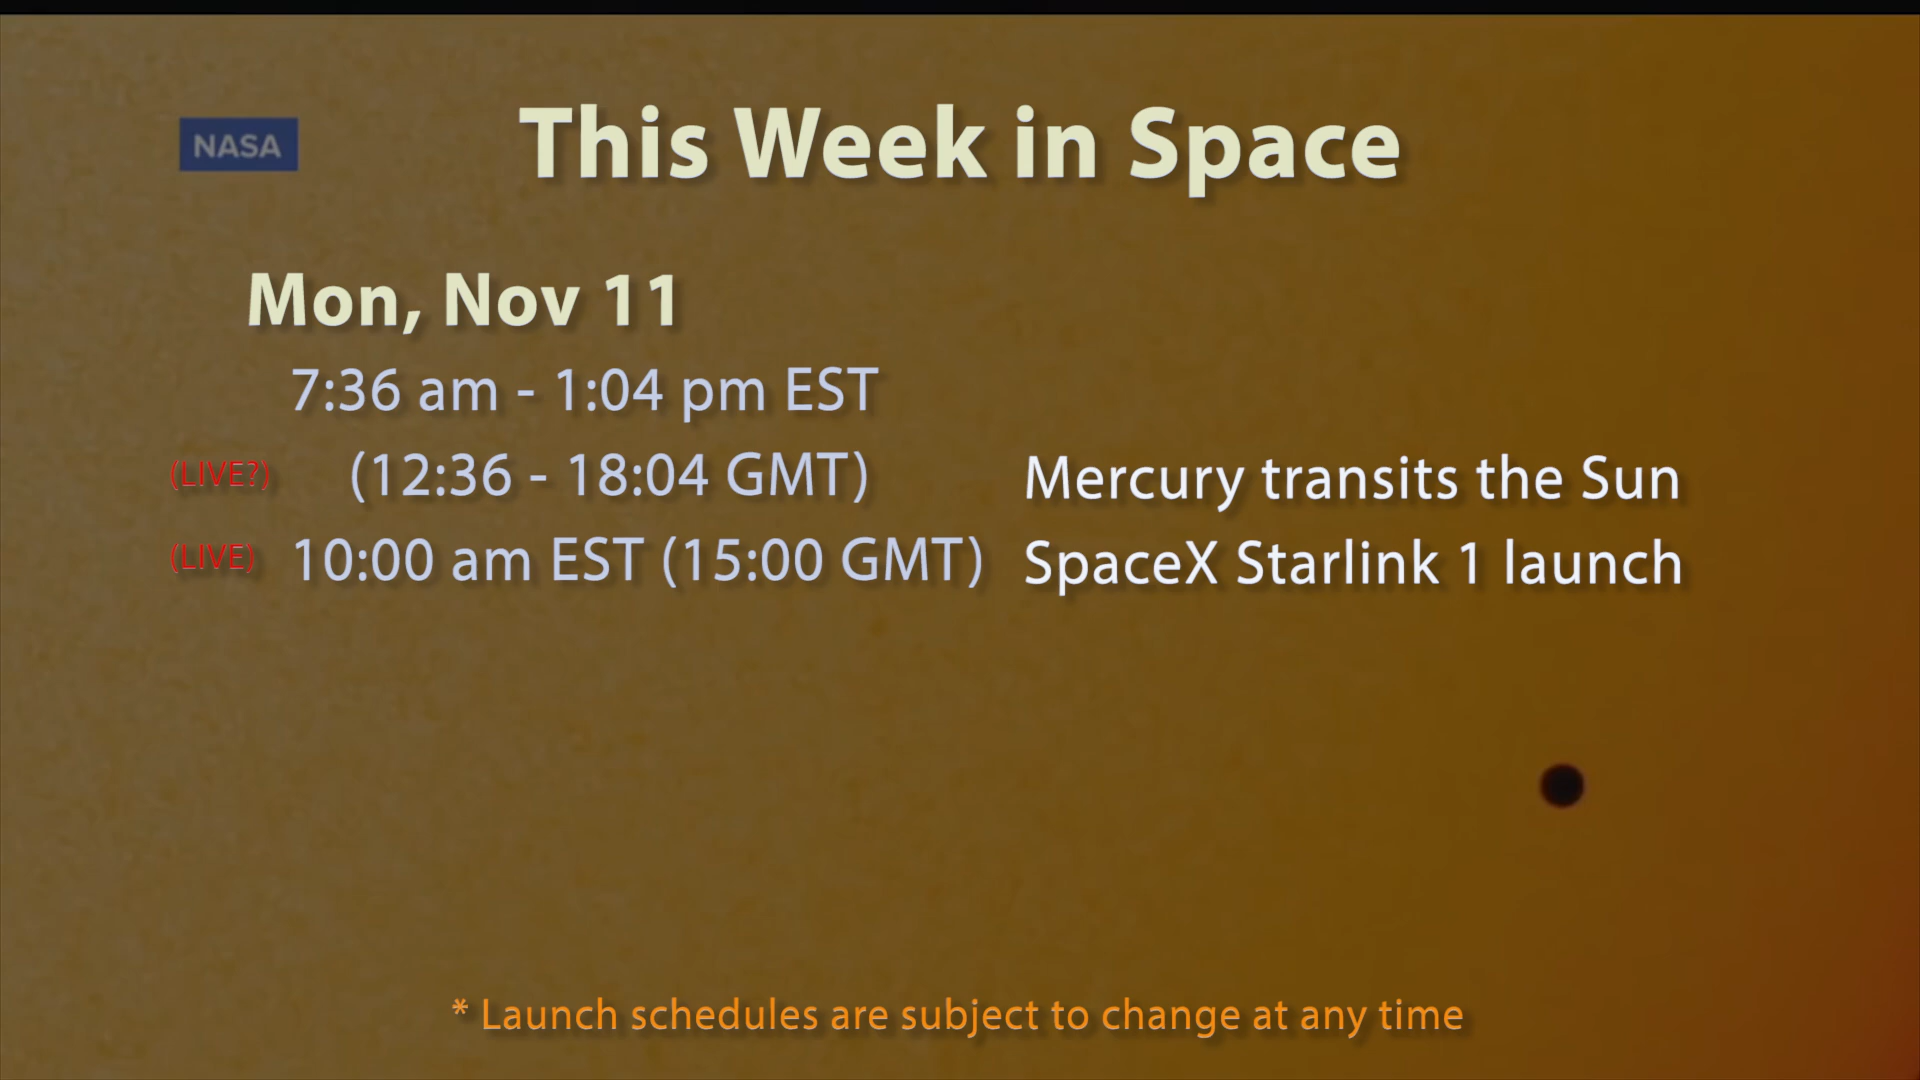 NASA
This Week in Space
Mon, Nov 11
7:36 am - 1:04 pm EST
(LIVE?) (12:36 - 18:04 GMT) Mercury transits the Sun
(LIVE) 10:00 am EST (15:00 GMT) SpaceX Starlink 1 launch
* Launch schedules are subject to change at any time